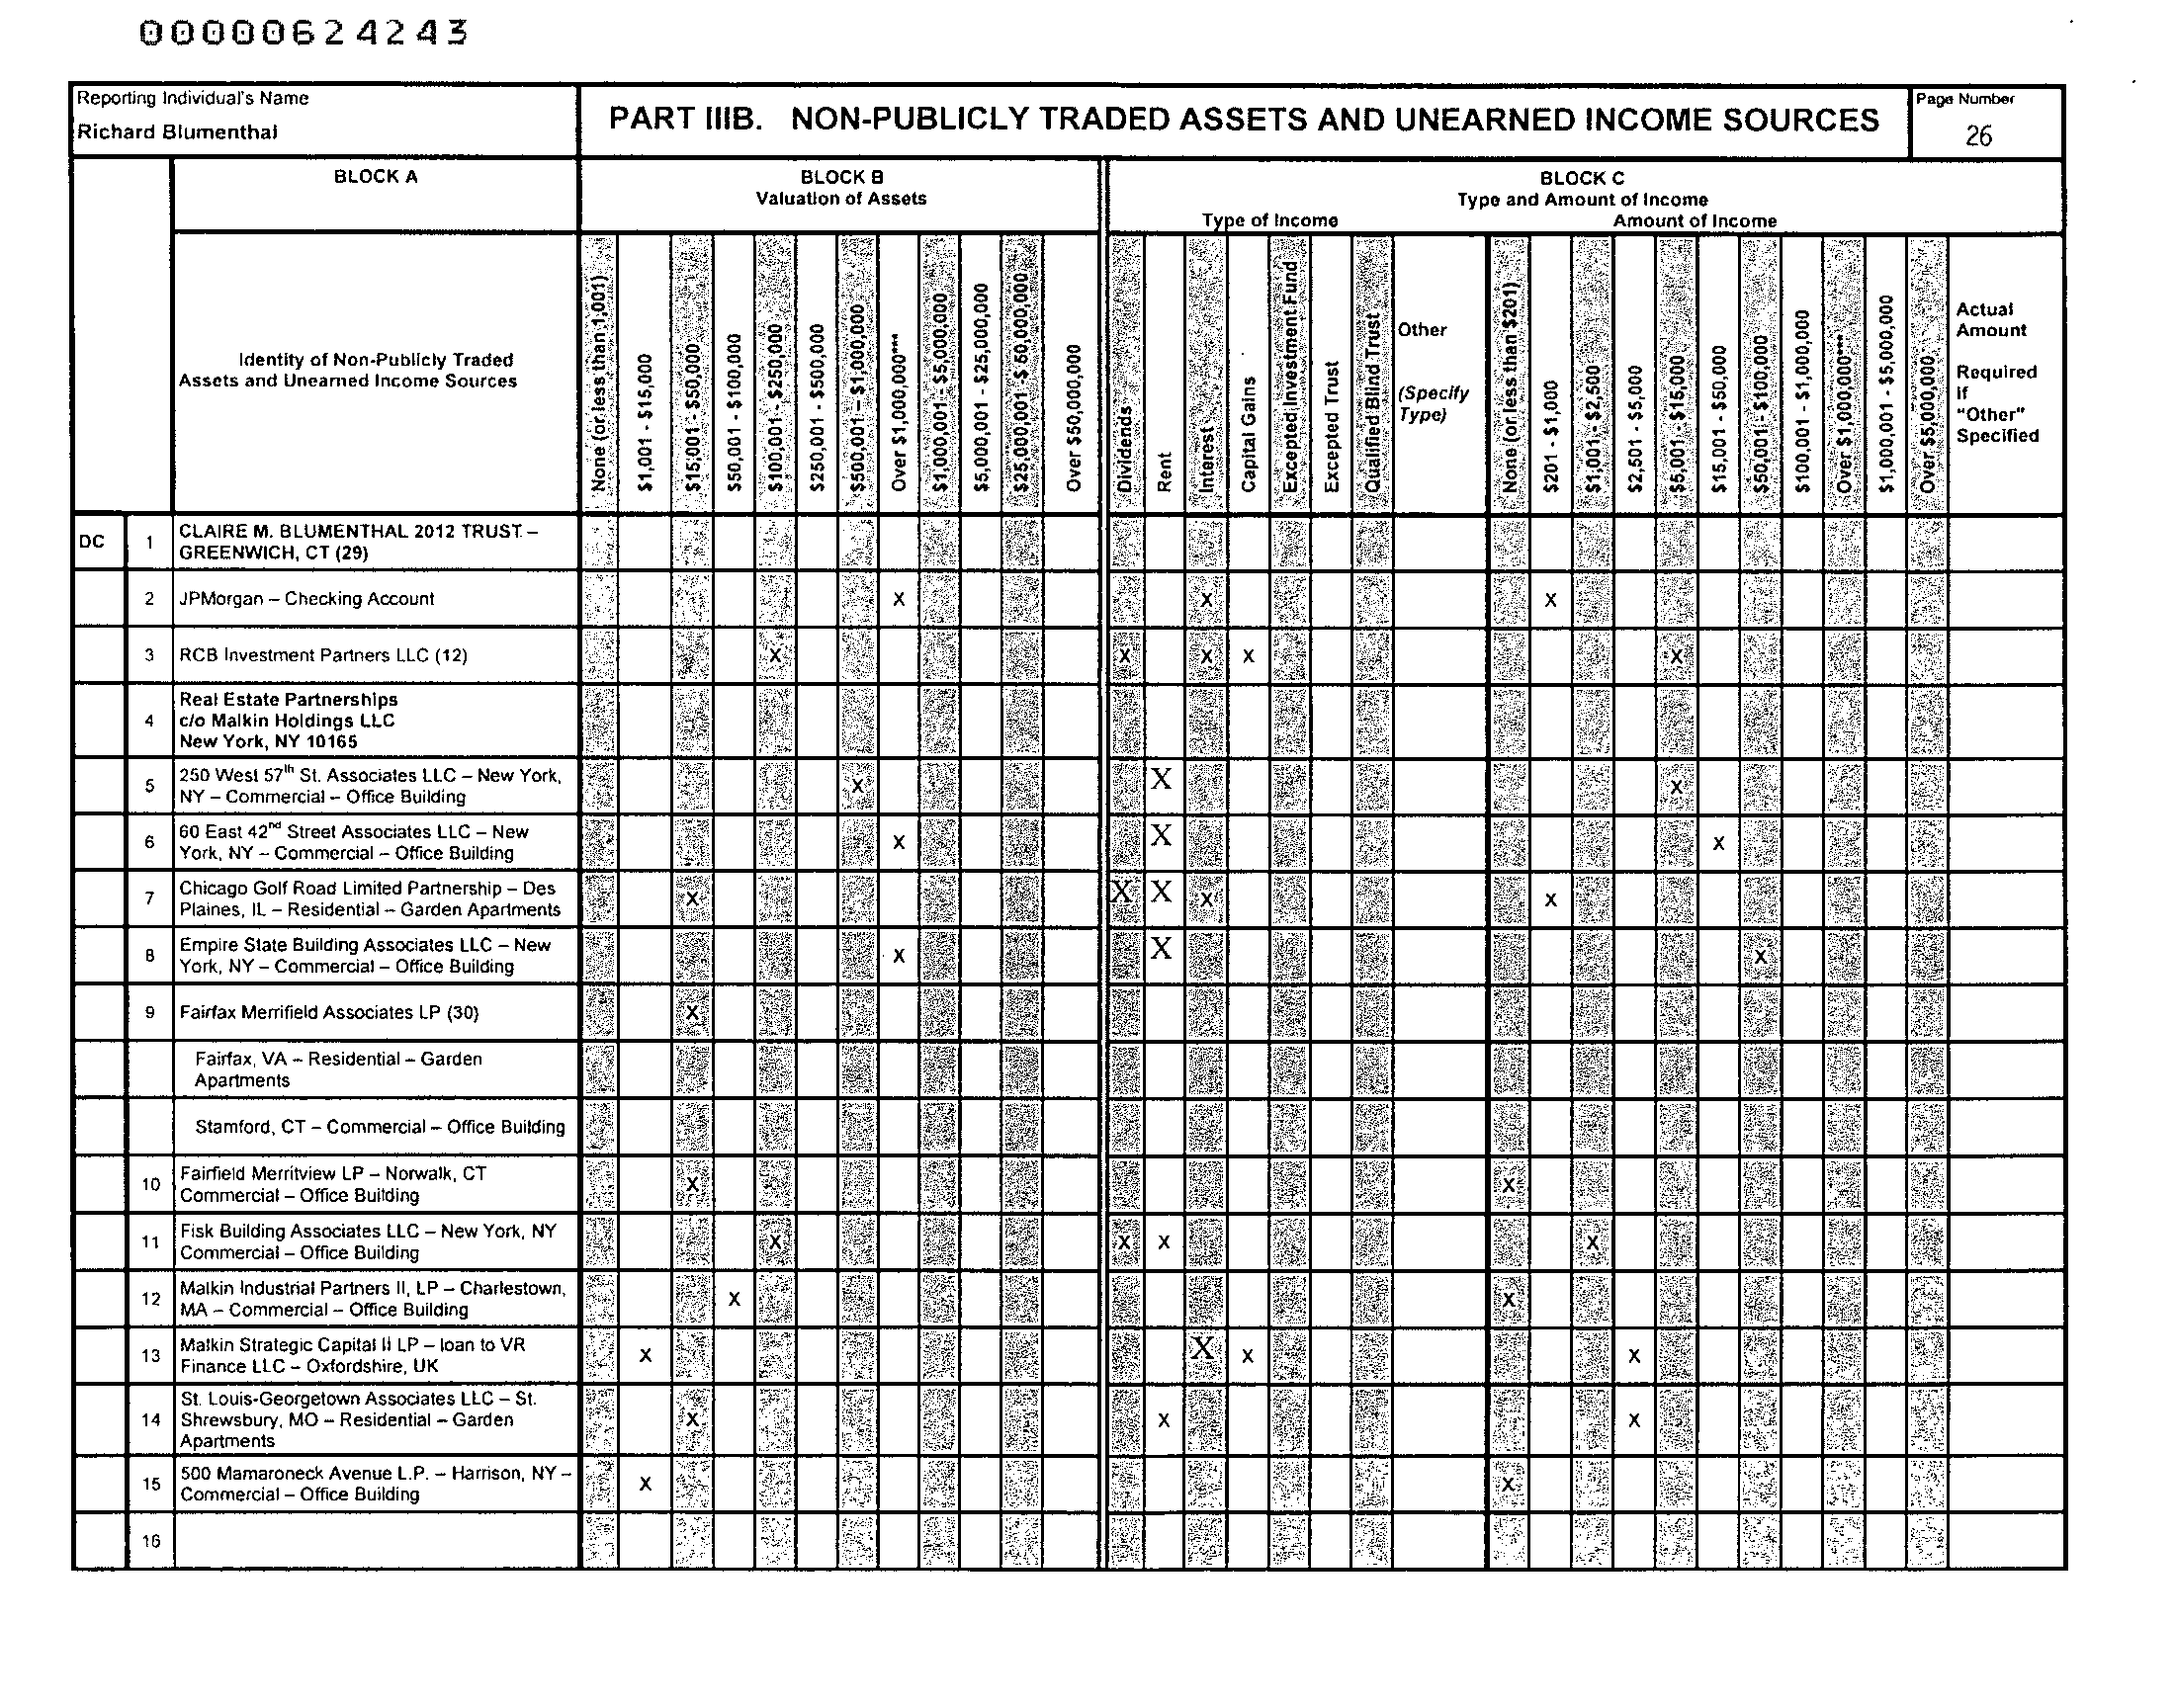 00000624243
Reporting Individual's Name
Richard Blumenthal
PART IIIB. NON-PUBLICLY TRADED ASSETS AND UNEARNED INCOME SOURCES
Page Number
26
BLOCK A
BLOCK B
Valuation of Assets
BLOCK C
Type and Amount of Income
Type of Income
Amount of Income
Identity of Non-Publicly Traded
Assets and Unearned Income Sources
None (or less than 1,001)
$1,001 - $15,000
$15,001 - $50,000
$50,001 - $100,000
$100,001 - $250,000
$250,001 - $500,000
$500,001 – $1,000,000
Over $1,000,000***
$1,000,001 - $5,000,000
$5,000,001 - $25,000,000
$25,000,001 - $ 50,000,000
Over $50,000,000
Dividends
Rent
Interest
Capital Gains
Excepted Investment Fund
Excepted Trust
Qualified Blind Trust
Other
(Specify
Type)
None (or less than $201)
$201 - $1,000
$1,001 - $2,500
$2,501 - $5,000
$5,001 - $15,000
$15,001 - $50,000
$50,001 - $100,000
$100,001 - $1,000,000
Over $1,000,000***
$1,000,001 - $5,000,000
Over $5,000,000
Actual
Amount
Required
If
"Other"
Specified
DC 1 CLAIRE M. BLUMENTHAL 2012 TRUST –
GREENWICH, CT (29)
2 JPMorgan – Checking Account X X X
3 RCB Investment Partners LLC (12) X X X X X
4 Real Estate Partnerships
c/o Malkin Holdings LLC
New York, NY 10165
5 250 West 57th St. Associates LLC – New York,
NY – Commercial – Office Building X X X
6 60 East 42nd Street Associates LLC – New
York, NY – Commercial – Office Building X X X
7 Chicago Golf Road Limited Partnership – Des
Plaines, IL – Residential – Garden Apartments X X X X X
8 Empire State Building Associates LLC – New
York, NY – Commercial – Office Building X X X
9 Fairfax Merrifield Associates LP (30) X
Fairfax, VA – Residential – Garden
Apartments
Stamford, CT – Commercial – Office Building
10 Fairfield Merritview LP – Norwalk, CT
Commercial – Office Building X X
11 Fisk Building Associates LLC – New York, NY
Commercial – Office Building X X X X
12 Malkin Industrial Partners II, LP – Charlestown,
MA – Commercial – Office Building X X
13 Malkin Strategic Capital II LP – loan to VR
Finance LLC – Oxfordshire, UK X X X X
14 St. Louis-Georgetown Associates LLC – St.
Shrewsbury, MO – Residential – Garden
Apartments X X X
15 500 Mamaroneck Avenue L.P. – Harrison, NY –
Commercial – Office Building X X
16